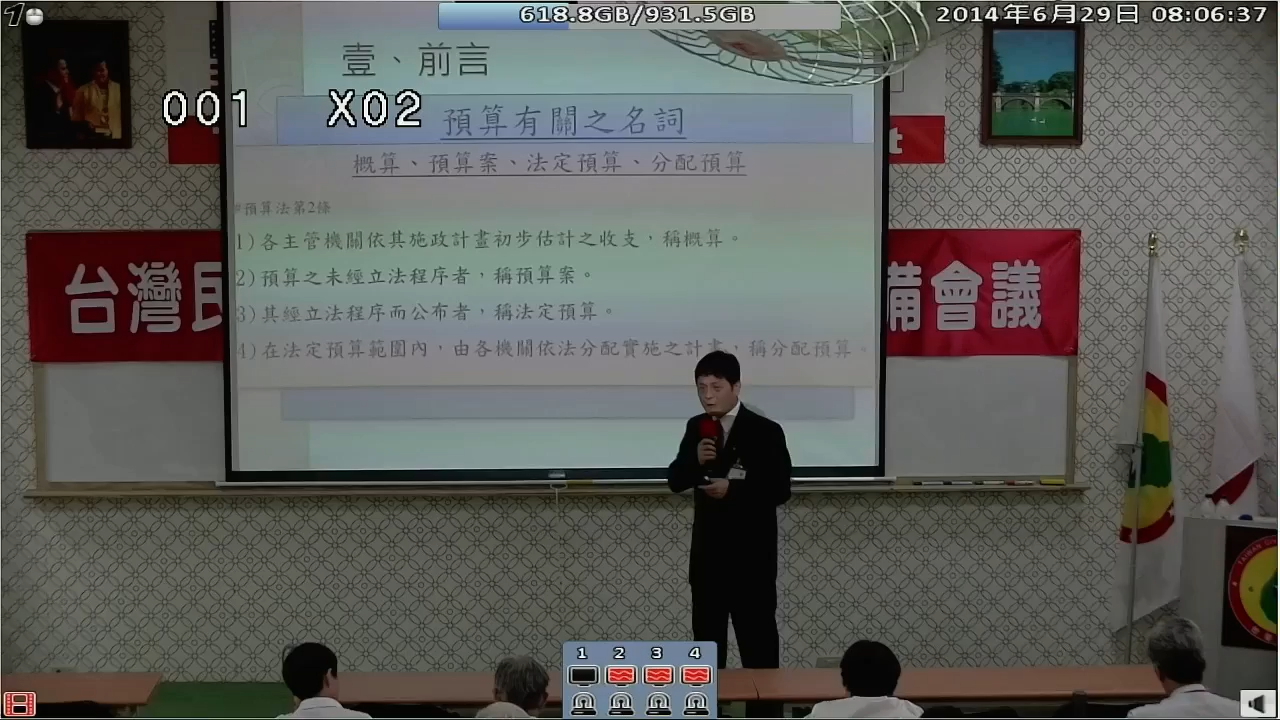 618.8GB/931.5GB
2014年6月29日 08:06:37
001 X02
壹、前言
預算有關之名詞
概算、預算案、法定預算、分配預算
#預算法第2條
1)各主管機關依其施政計畫初步估計之收支，稱概算。
2)預算之未經立法程序者，稱預算案。
3)其經立法程序而公布者，稱法定預算。
4)在法定預算範圍內，由各機關依法分配實施之計畫，稱分配預算。
t
台灣民
備會議
1 2 3 4